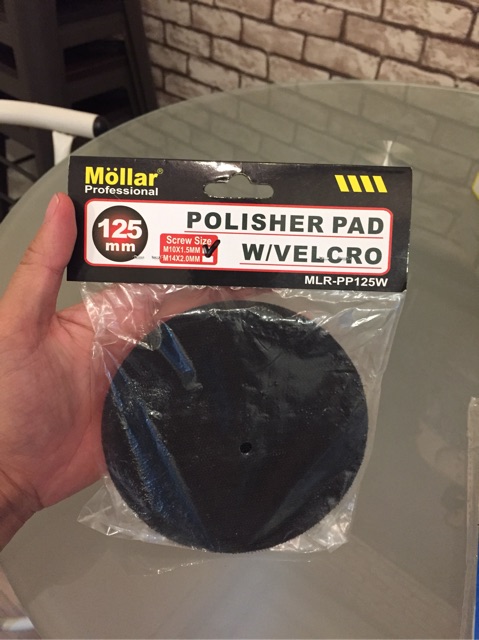 Möllar®
Professional
125
mm
Screw Size
M10X1.5MM
M14X2.0MM
POLISHER PAD
W/VELCRO
MLR-PP125W